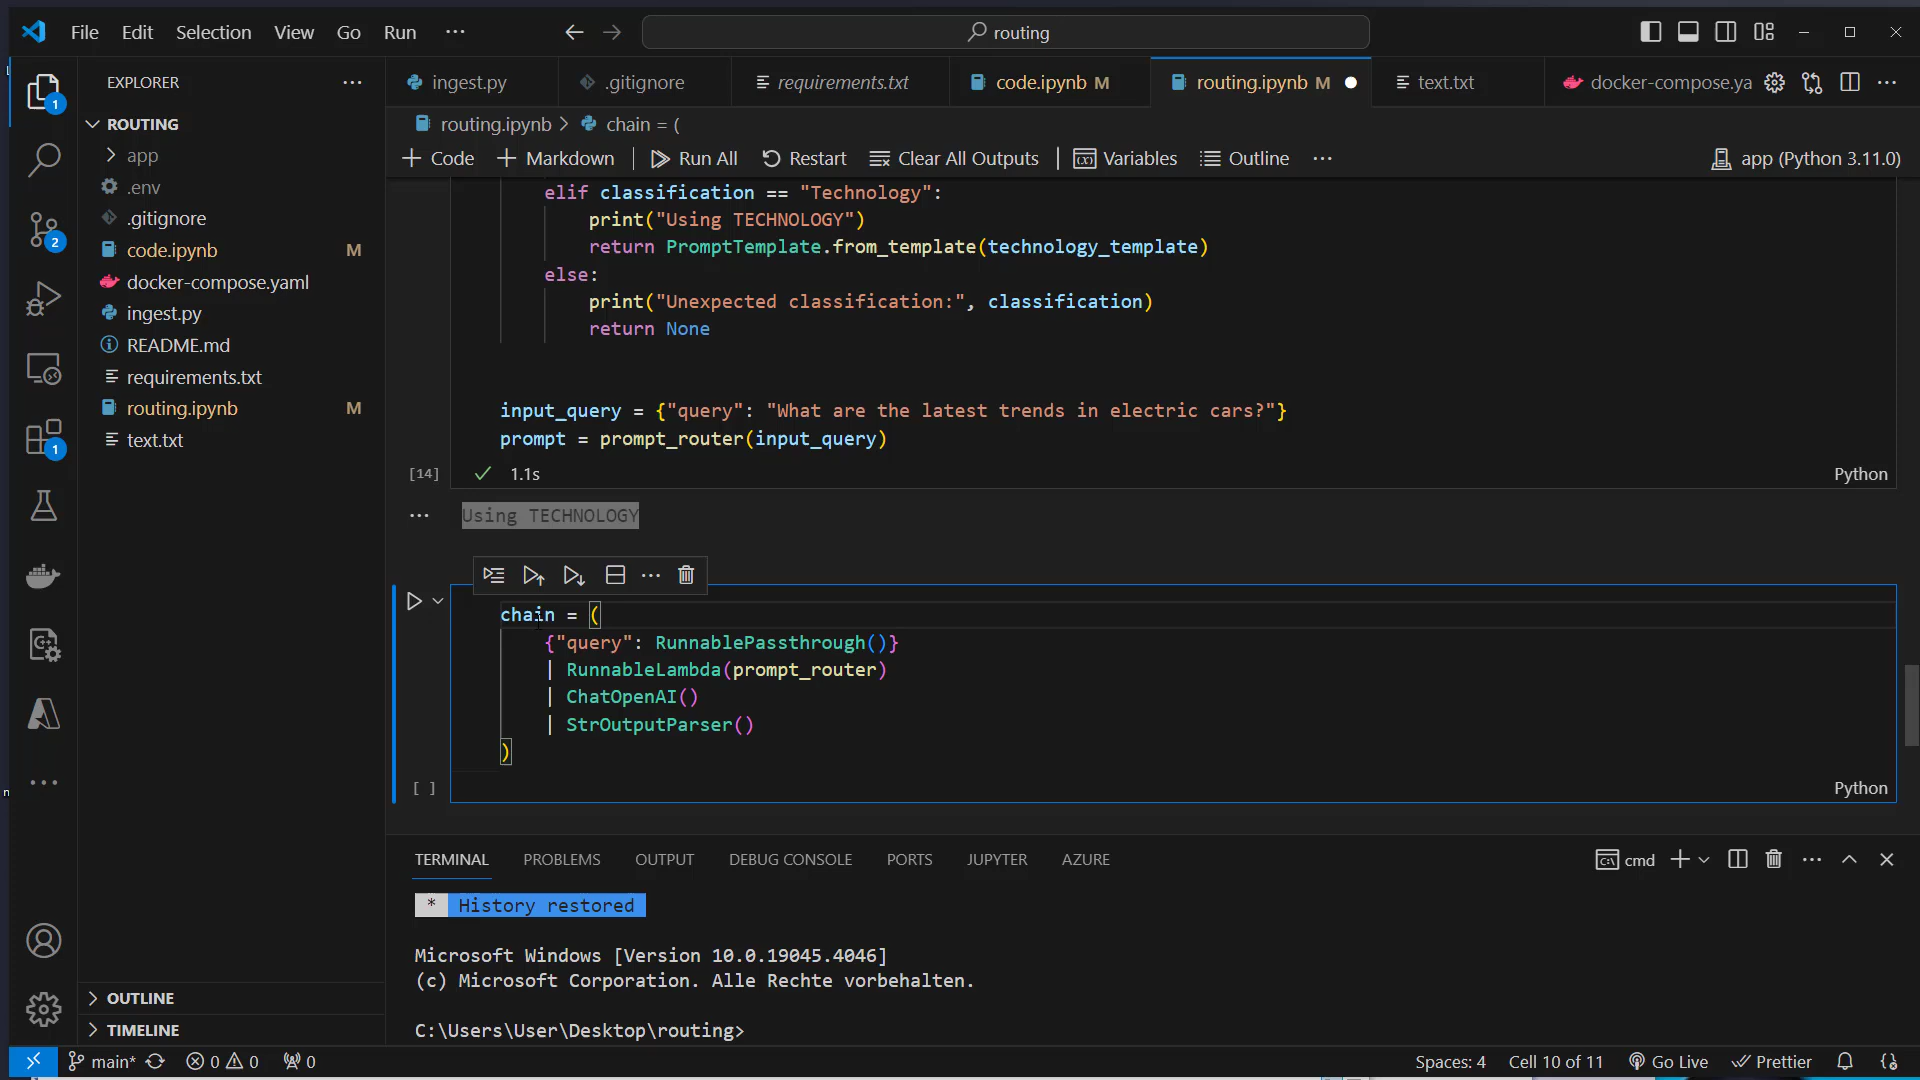 File Edit Selection View Go Run ··· routing
EXPLORER ···
ROUTING
app
.env
.gitignore
code.ipynb M
docker-compose.yaml
ingest.py
README.md
requirements.txt
routing.ipynb M
text.txt
OUTLINE
TIMELINE
1
2
1
ingest.py .gitignore requirements.txt code.ipynb M routing.ipynb M text.txt docker-compose.ya
routing.ipynb > chain = (
+ Code + Markdown Run All Restart Clear All Outputs Variables Outline ··· app (Python 3.11.0)
elif classification == "Technology":
print("Using TECHNOLOGY")
return PromptTemplate.from_template(technology_template)
else:
print("Unexpected classification:", classification)
return None
input_query = {"query": "What are the latest trends in electric cars?"}
prompt = prompt_router(input_query)
[14] 1.1s Python
··· Using TECHNOLOGY
chain = (
{"query": RunnablePassthrough()}
| RunnableLambda(prompt_router)
| ChatOpenAI()
| StrOutputParser()
)
[ ] Python
TERMINAL PROBLEMS OUTPUT DEBUG CONSOLE PORTS JUPYTER AZURE cmd
* History restored
Microsoft Windows [Version 10.0.19045.4046]
(c) Microsoft Corporation. Alle Rechte vorbehalten.
C:\Users\User\Desktop\routing>
main* 0 0 0 Spaces: 4 Cell 10 of 11 Go Live Prettier